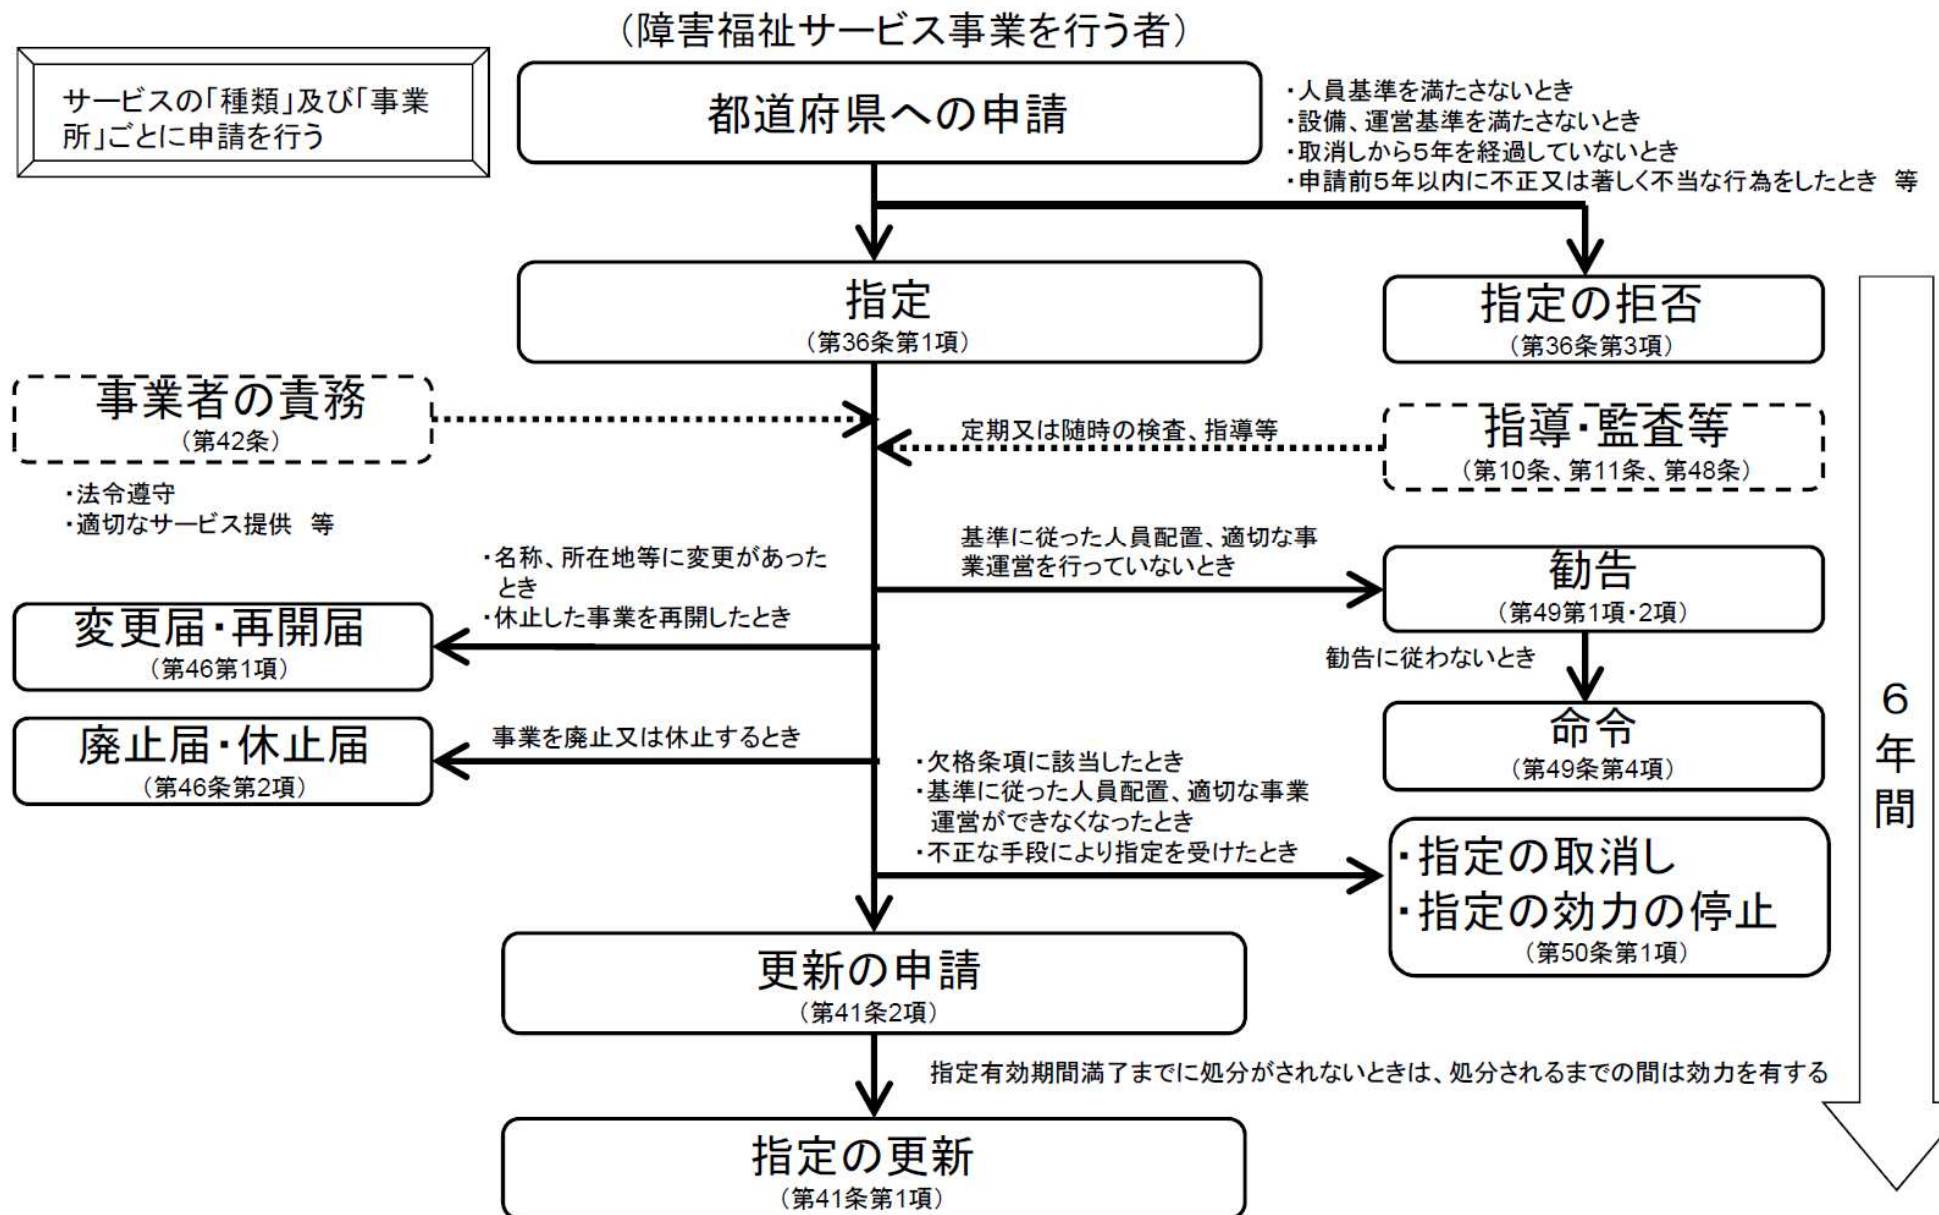 （障害福祉サービス事業を行う者）
サービスの「種類」及び「事業
所」ごとに申請を行う
都道府県への申請
・人員基準を満たさないとき
・設備、運営基準を満たさないとき
・取消しから５年を経過していないとき
・申請前５年以内に不正又は著しく不当な行為をしたとき　等
指定
（第36条第1項）
指定の拒否
（第36条第3項）
事業者の責務
（第42条）
・法令遵守
・適切なサービス提供　等
定期又は随時の検査、指導等
指導・監査等
（第10条、第11条、第48条）
・名称、所在地等に変更があった
とき
・休止した事業を再開したとき
変更届・再開届
（第46第1項）
基準に従った人員配置、適切な事
業運営を行っていないとき
勧告
（第49第1項・2項）
勧告に従わないとき
命令
（第49条第4項）
廃止届・休止届
（第46条第2項）
事業を廃止又は休止するとき
・欠格条項に該当したとき
・基準に従った人員配置、適切な事業
運営ができなくなったとき
・不正な手段により指定を受けたとき
・指定の取消し
・指定の効力の停止
（第50条第1項）
６年間
更新の申請
（第41条2項）
指定有効期間満了までに処分がされないときは、処分されるまでの間は効力を有する
指定の更新
（第41条第1項）